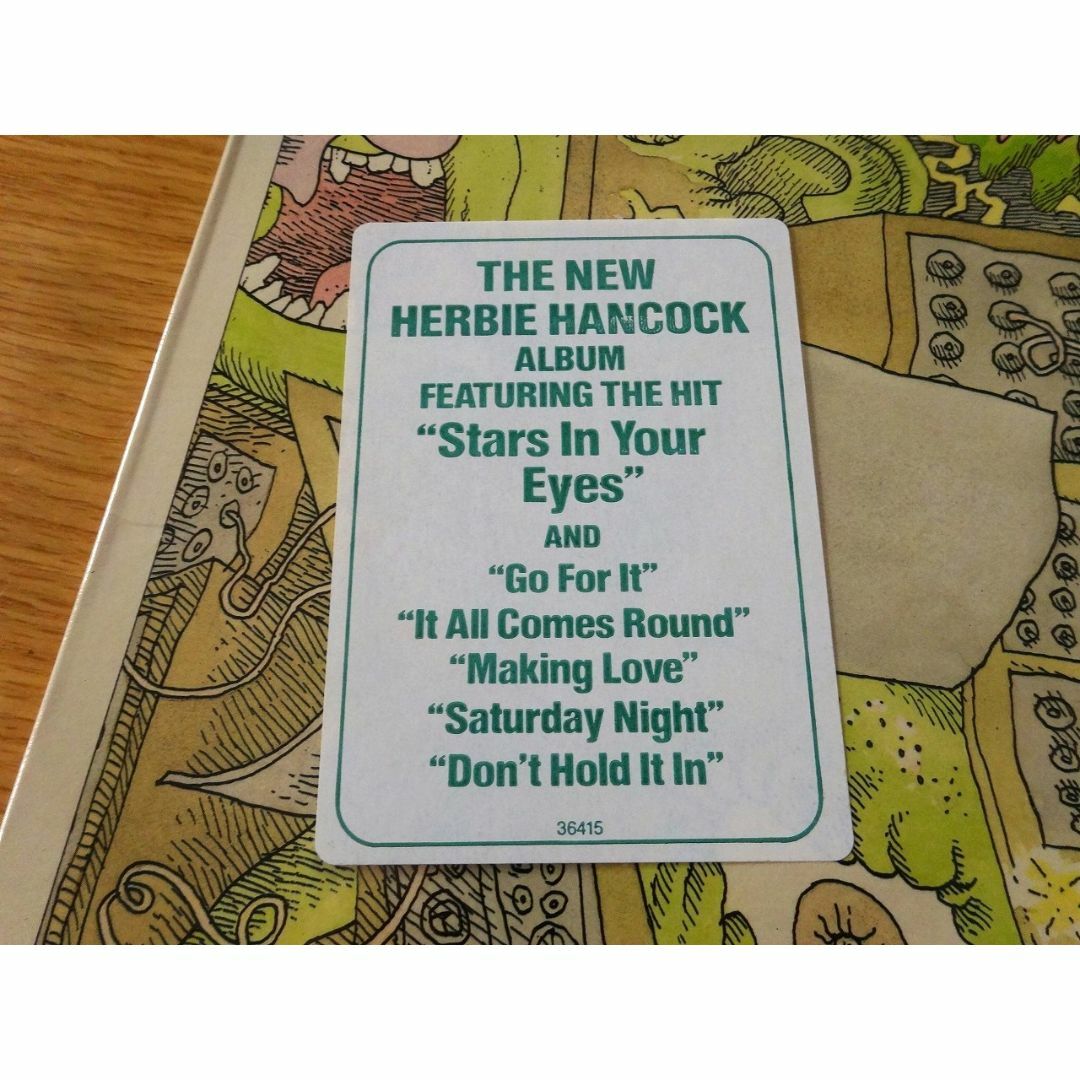 THE NEW
HERBIE HANCOCK
ALBUM
FEATURING THE HIT
“Stars In Your
Eyes”
AND
“Go For It”
“It All Comes Round”
“Making Love”
“Saturday Night”
“Don’t Hold It In”
36415